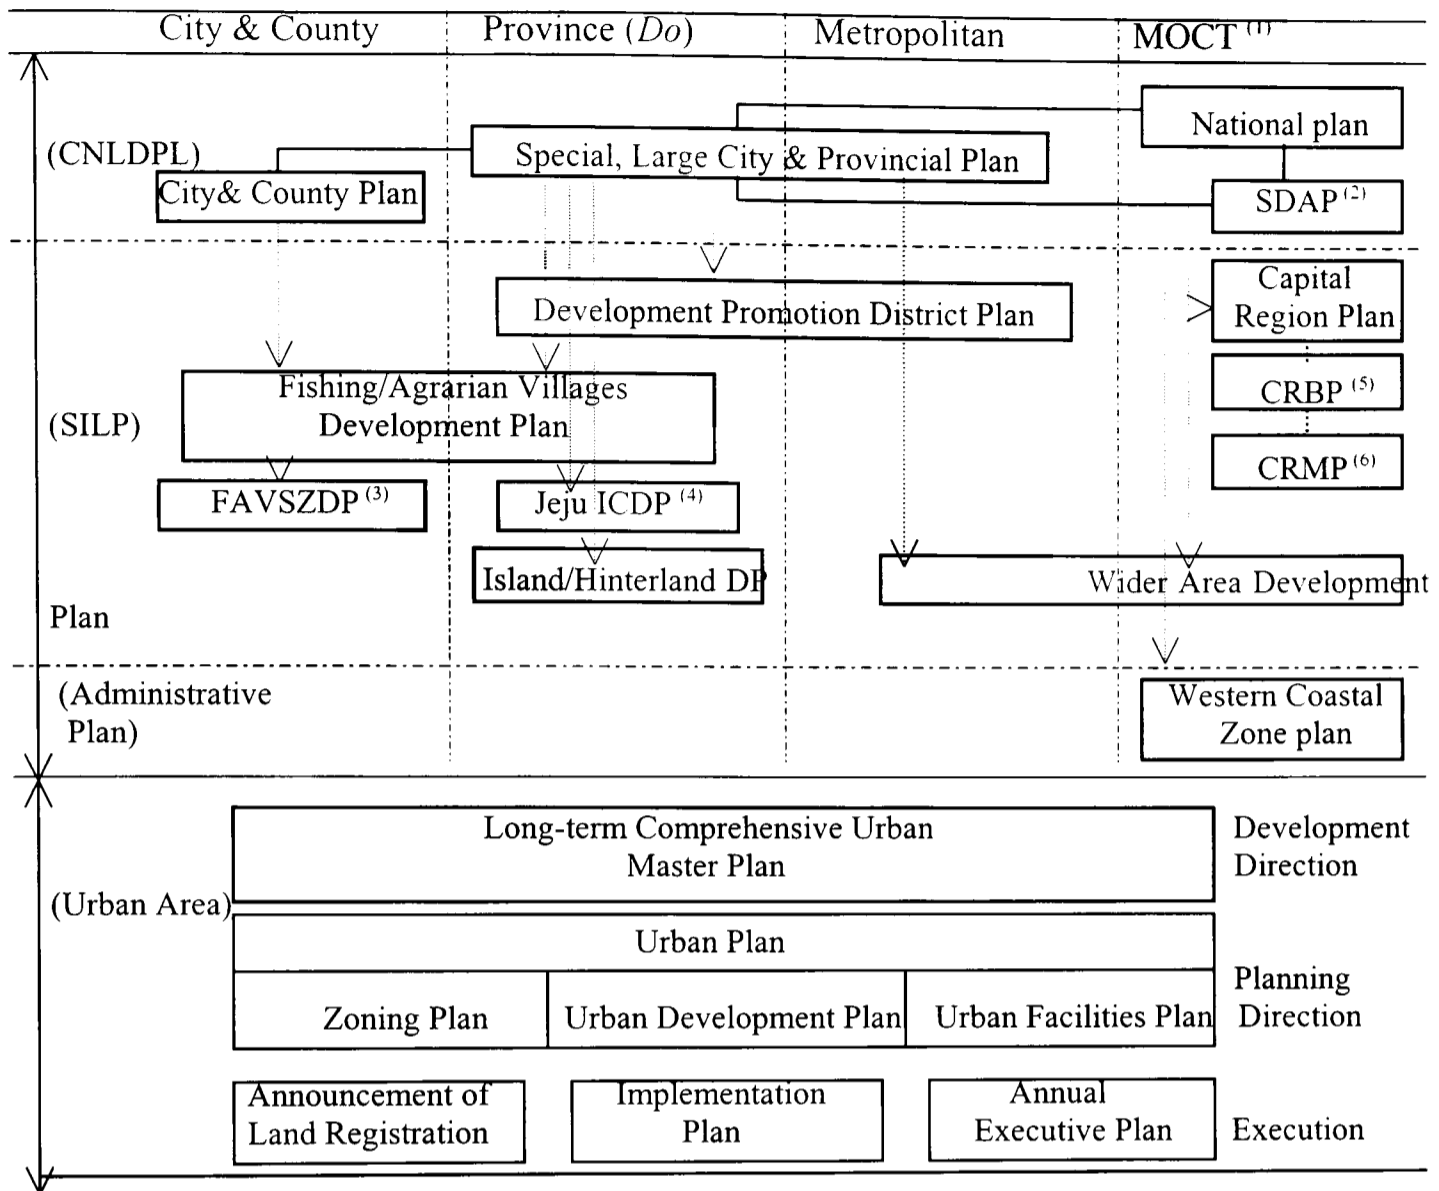 City & County Province (Do) Metropolitan MOCT (1)
National plan
(CNLDPL)
Special, Large City & Provincial Plan
City& County Plan
SDAP (2)
Capital
Region Plan
Development Promotion District Plan
CRBP (5)
Fishing/Agrarian Villages
Development Plan
(SILP)
CRMP (6)
FAVSZDP (3)
Jeju ICDP (4)
Island/Hinterland DP
Wider Area Development
Plan
(Administrative
Plan)
Western Coastal
Zone plan
Long-term Comprehensive Urban
Master Plan
Development
Direction
(Urban Area)
Urban Plan
Zoning Plan
Urban Development Plan
Urban Facilities Plan
Planning
Direction
Announcement of
Land Registration
Implementation
Plan
Annual
Executive Plan
Execution